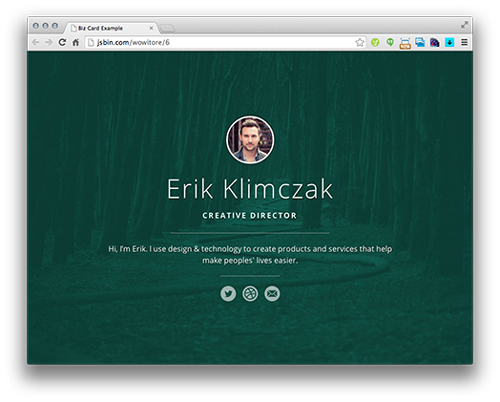 Biz Card Example
jsbin.com/wowitore/6
Erik Klimczak
CREATIVE DIRECTOR
Hi, I'm Erik. I use design & technology to create products and services that help
make peoples' lives easier.